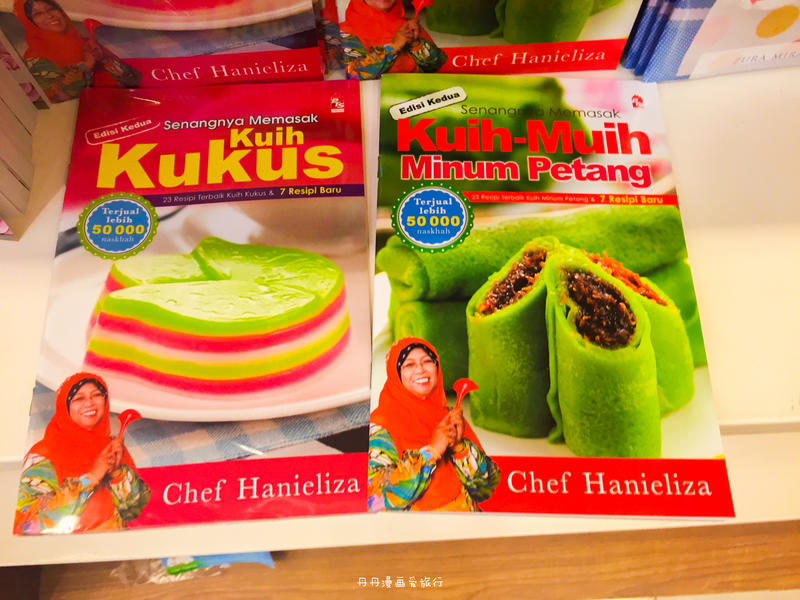 Chef Hanieliza
Chef Hanieliza
Edisi Kedua
Senangnya Memasak
Kuih
Kukus
23 Resipi Terbaik Kuih Kukus & 7 Resipi Baru
Terjual
lebih
50 000
naskhah
Chef Hanieliza
Edisi Kedua
Senangnya Memasak
Kuih-Muih
Minum Petang
23 Resipi Terbaik Kuih Minum Petang & 7 Resipi Baru
Terjual
lebih
50 000
naskhah
Chef Hanieliza
丹丹漫画爱旅行